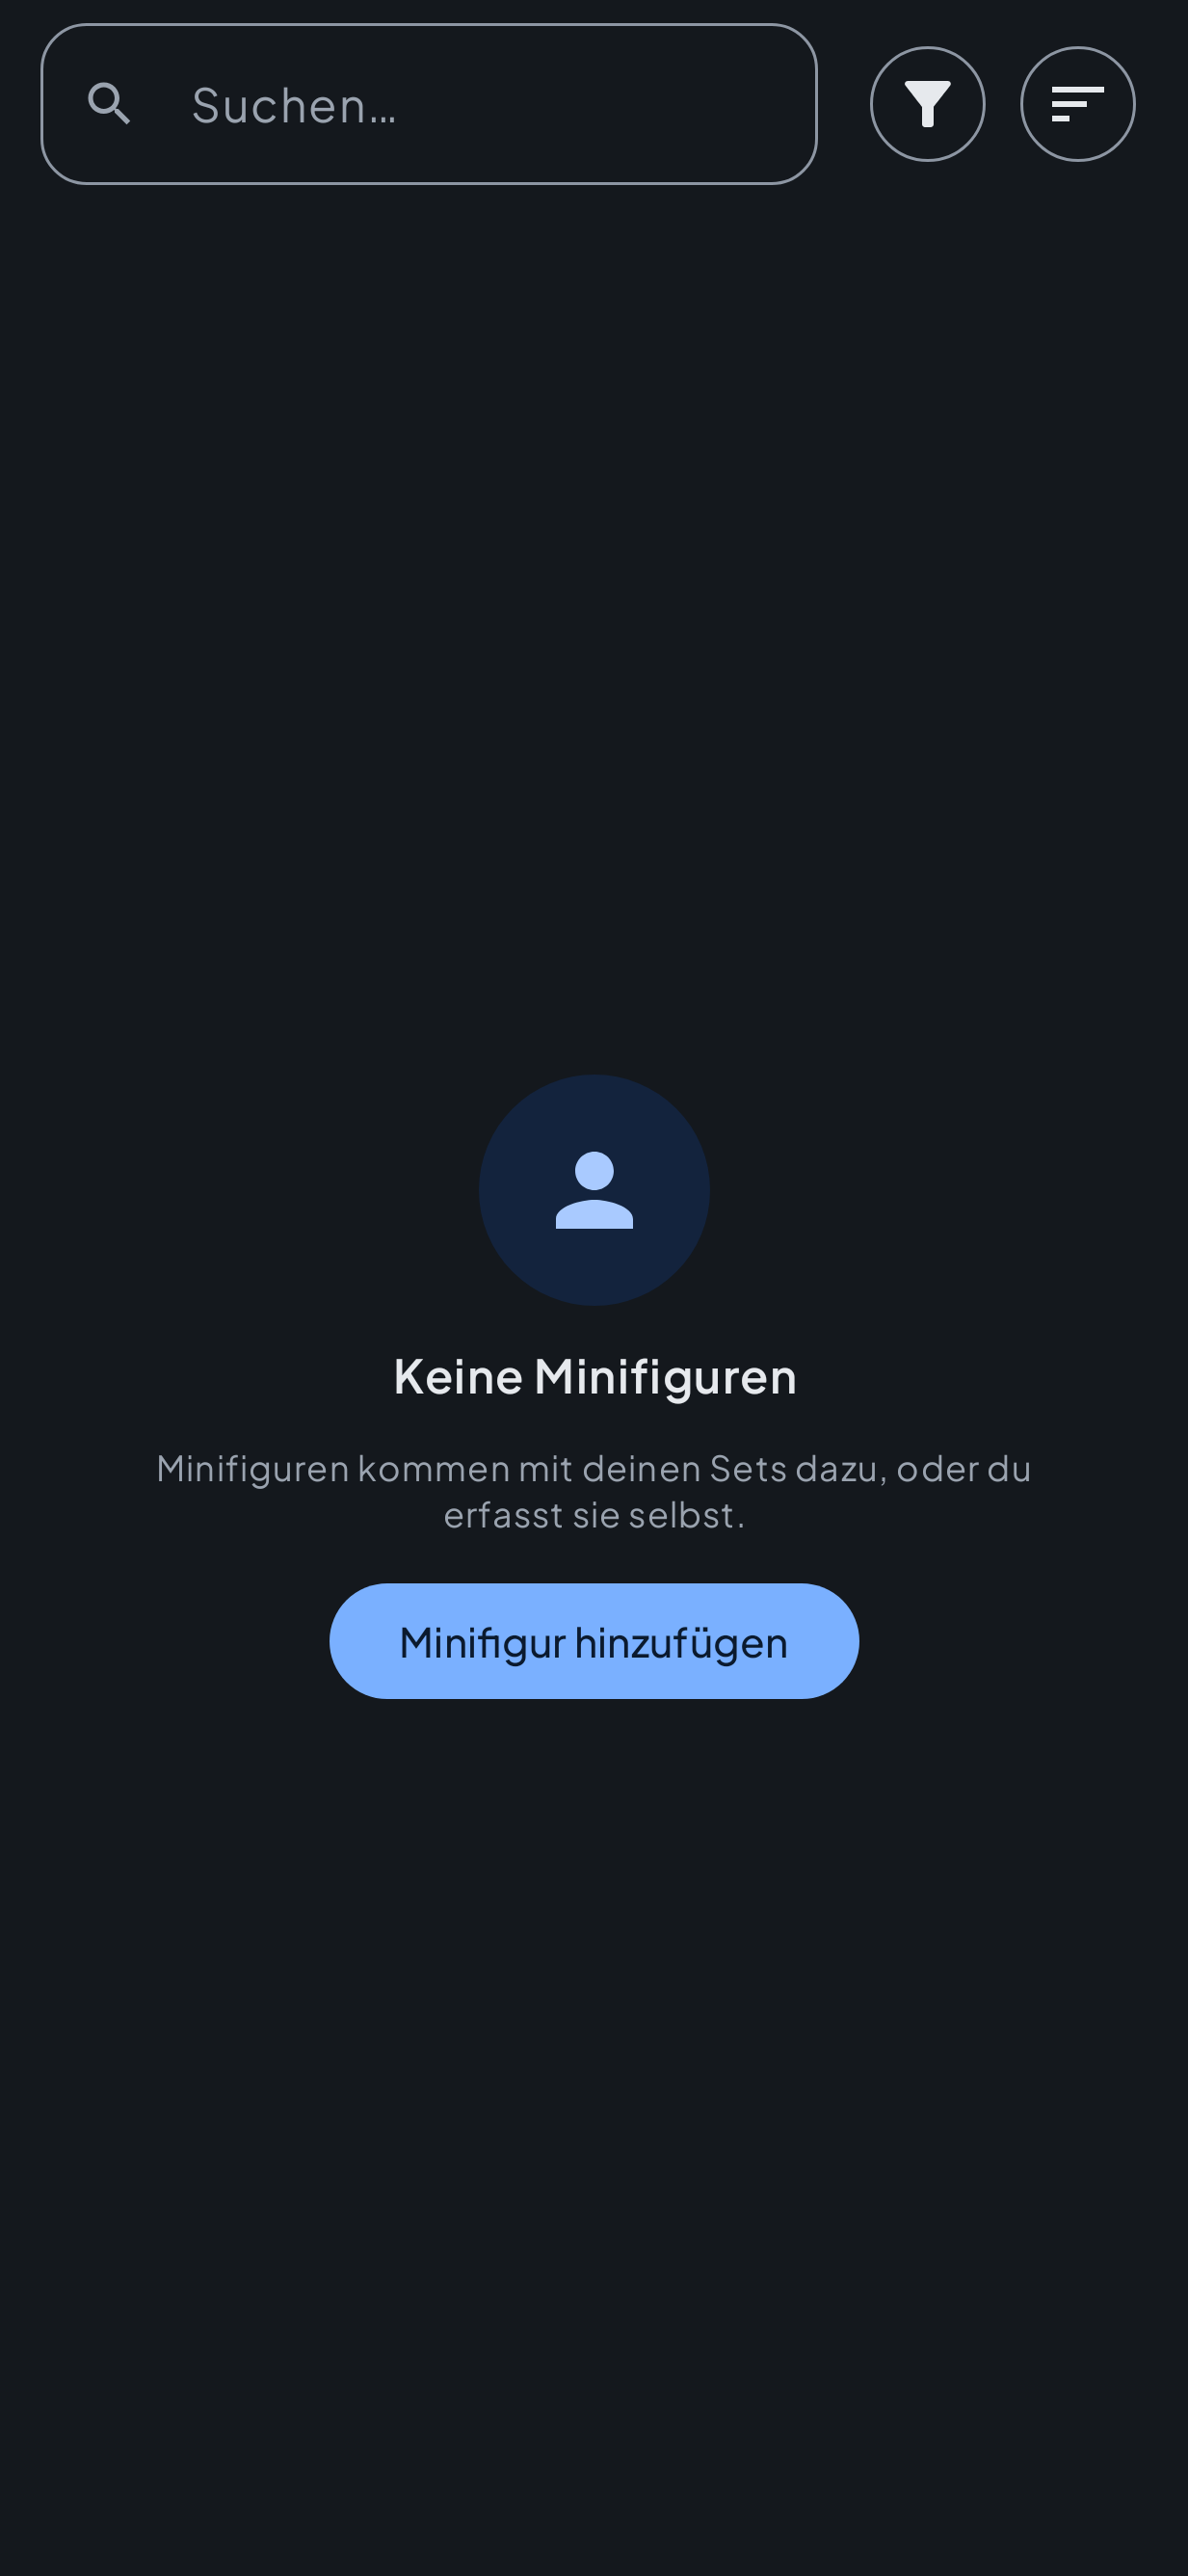 Suchen…
Keine Minifiguren
Minifiguren kommen mit deinen Sets dazu, oder du
erfasst sie selbst.
Minifigur hinzufügen